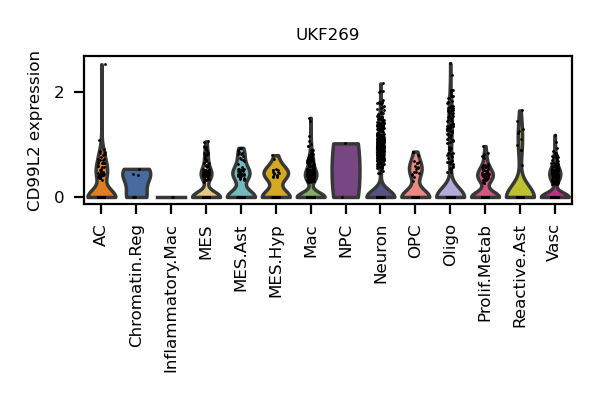 UKF269
CD99L2 expression
2
0
AC
Chromatin.Reg
Inflammatory.Mac
MES
MES.Ast
MES.Hyp
Mac
NPC
Neuron
OPC
Oligo
Prolif.Metab
Reactive.Ast
Vasc